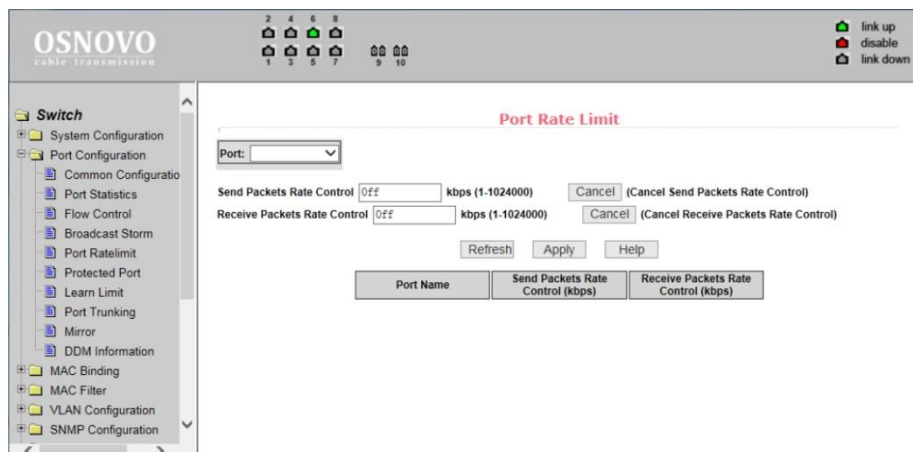 OSNOVO
cable transmission
2 4 6 8
1 3 5 7 9 10
link up
disable
link down
Switch
System Configuration
Port Configuration
Common Configuratio
Port Statistics
Flow Control
Broadcast Storm
Port Ratelimit
Protected Port
Learn Limit
Port Trunking
Mirror
DDM Information
MAC Binding
MAC Filter
VLAN Configuration
SNMP Configuration
Port Rate Limit
Port:
Send Packets Rate Control Off kbps (1-1024000) Cancel (Cancel Send Packets Rate Control)
Receive Packets Rate Control Off kbps (1-1024000) Cancel (Cancel Receive Packets Rate Control)
Refresh Apply Help
Port Name Send Packets Rate Control (kbps) Receive Packets Rate Control (kbps)